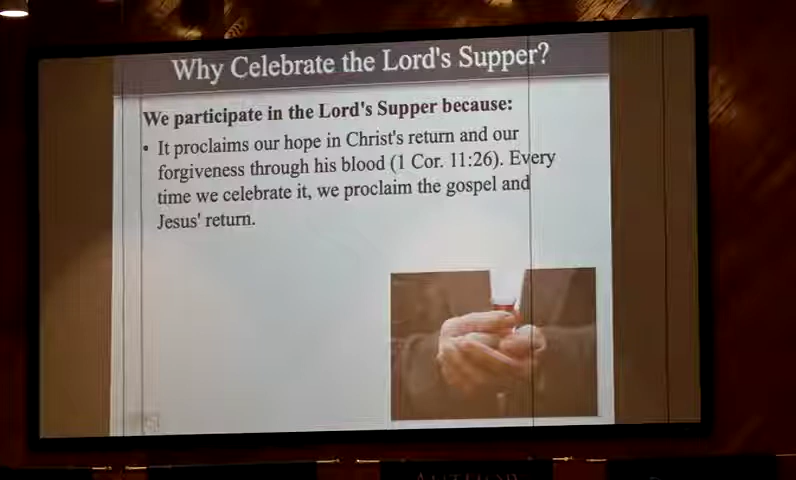 Why Celebrate the Lord's Supper?
We participate in the Lord's Supper because:
• It proclaims our hope in Christ's return and our
forgiveness through his blood (1 Cor. 11:26). Every
time we celebrate it, we proclaim the gospel and
Jesus' return.